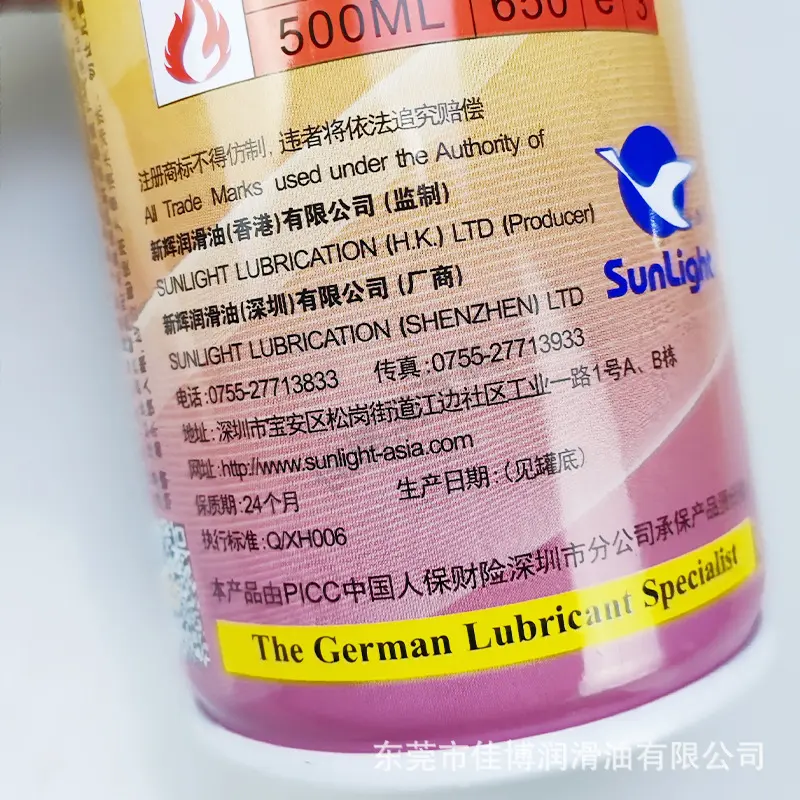 500ML 650 e 3
注册商标不得仿制，违者将依法追究赔偿
All Trade Marks used under the Authority of
新辉润滑油(香港)有限公司 (监制)
SUNLIGHT LUBRICATION (H.K.) LTD (Producer)
新辉润滑油(深圳)有限公司 (厂商)
SUNLIGHT LUBRICATION (SHENZHEN) LTD
电话:0755-27713833 传真:0755-27713933
地址:深圳市宝安区松岗街道江边社区工业一路1号A、B栋
网址:http://www.sunlight-asia.com
保质期:24个月 生产日期:（见罐底）
执行标准:Q/XH006
本产品由PICC中国人保财险深圳市分公司承保产品责
SunLight
The German Lubricant Specialist
东莞市佳博润滑油有限公司